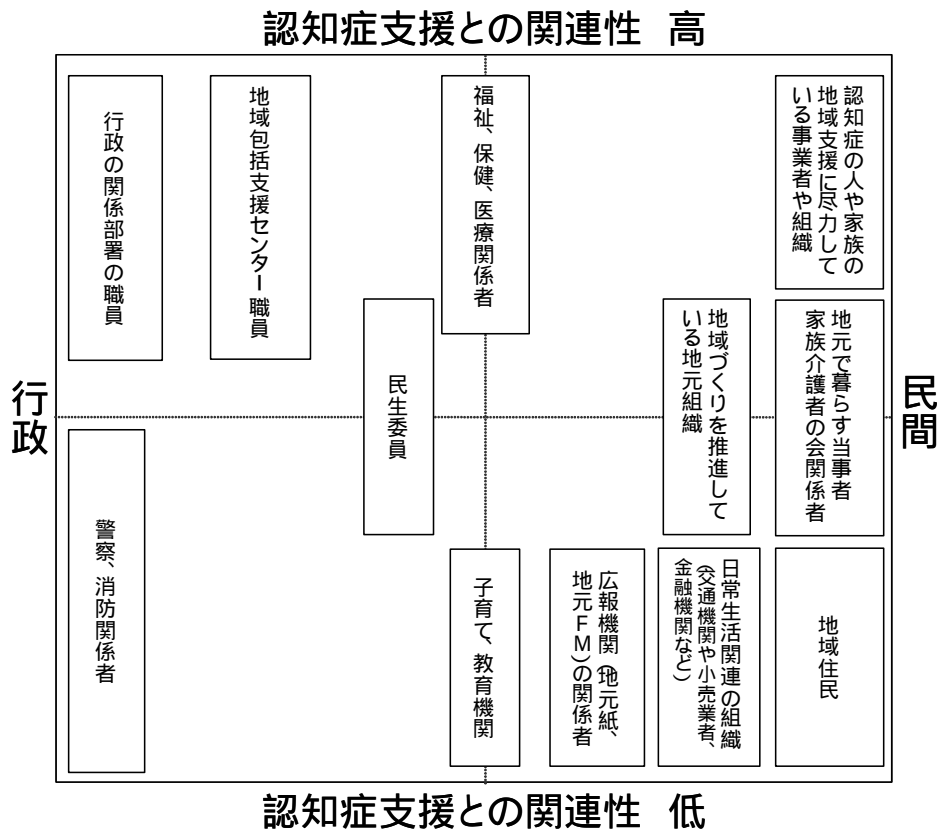 認知症支援との関連性 高
行政の関係部署の職員
地域包括支援センター職員
福祉、保健、医療関係者
認知症の人や家族の
地域支援に尽力して
いる事業者や組織
民生委員
地域づくりを推進して
いる地元組織
地元で暮らす当事者
家族介護者の会関係者
行政
民間
警察、消防関係者
子育て、教育機関
広報機関(地元紙、
地元FM)の関係者
日常生活関連の組織
(交通機関や小売業者、
金融機関など)
地域住民
認知症支援との関連性 低